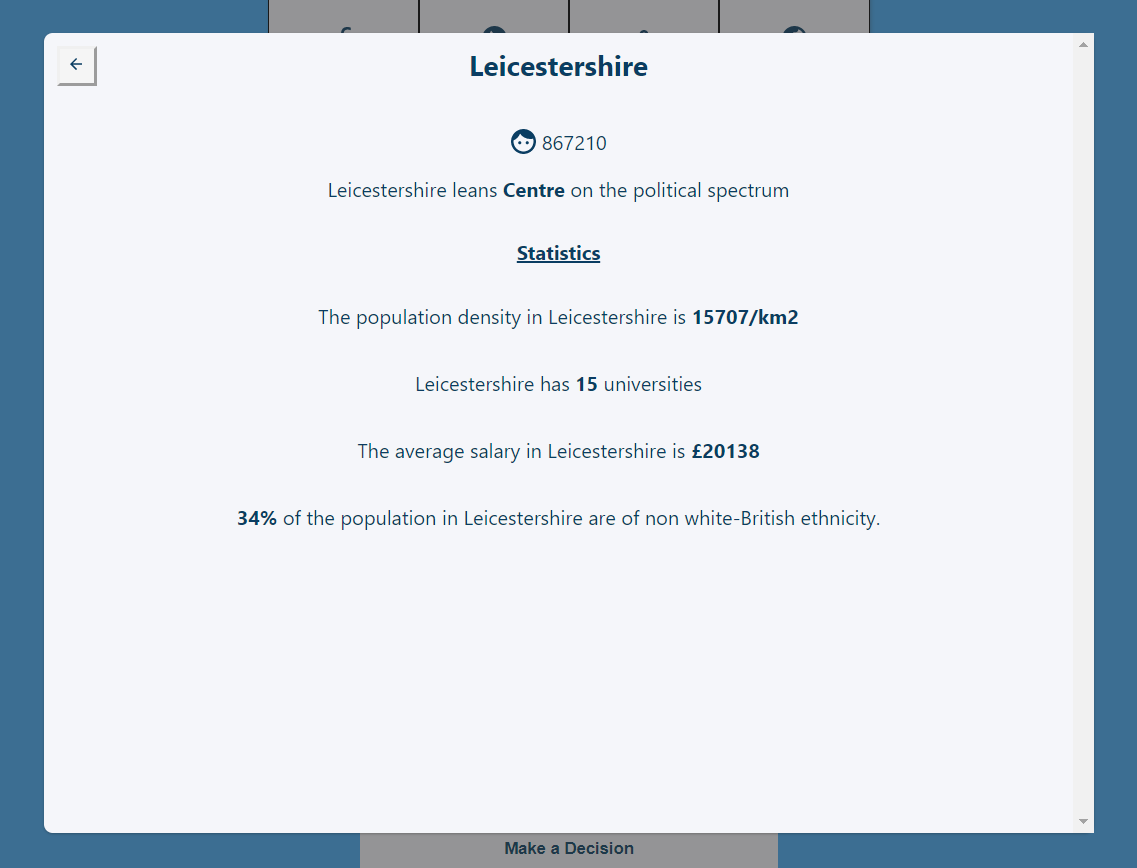 Leicestershire
867210
Leicestershire leans Centre on the political spectrum
Statistics
The population density in Leicestershire is 15707/km2
Leicestershire has 15 universities
The average salary in Leicestershire is £20138
34% of the population in Leicestershire are of non white-British ethnicity.
Make a Decision